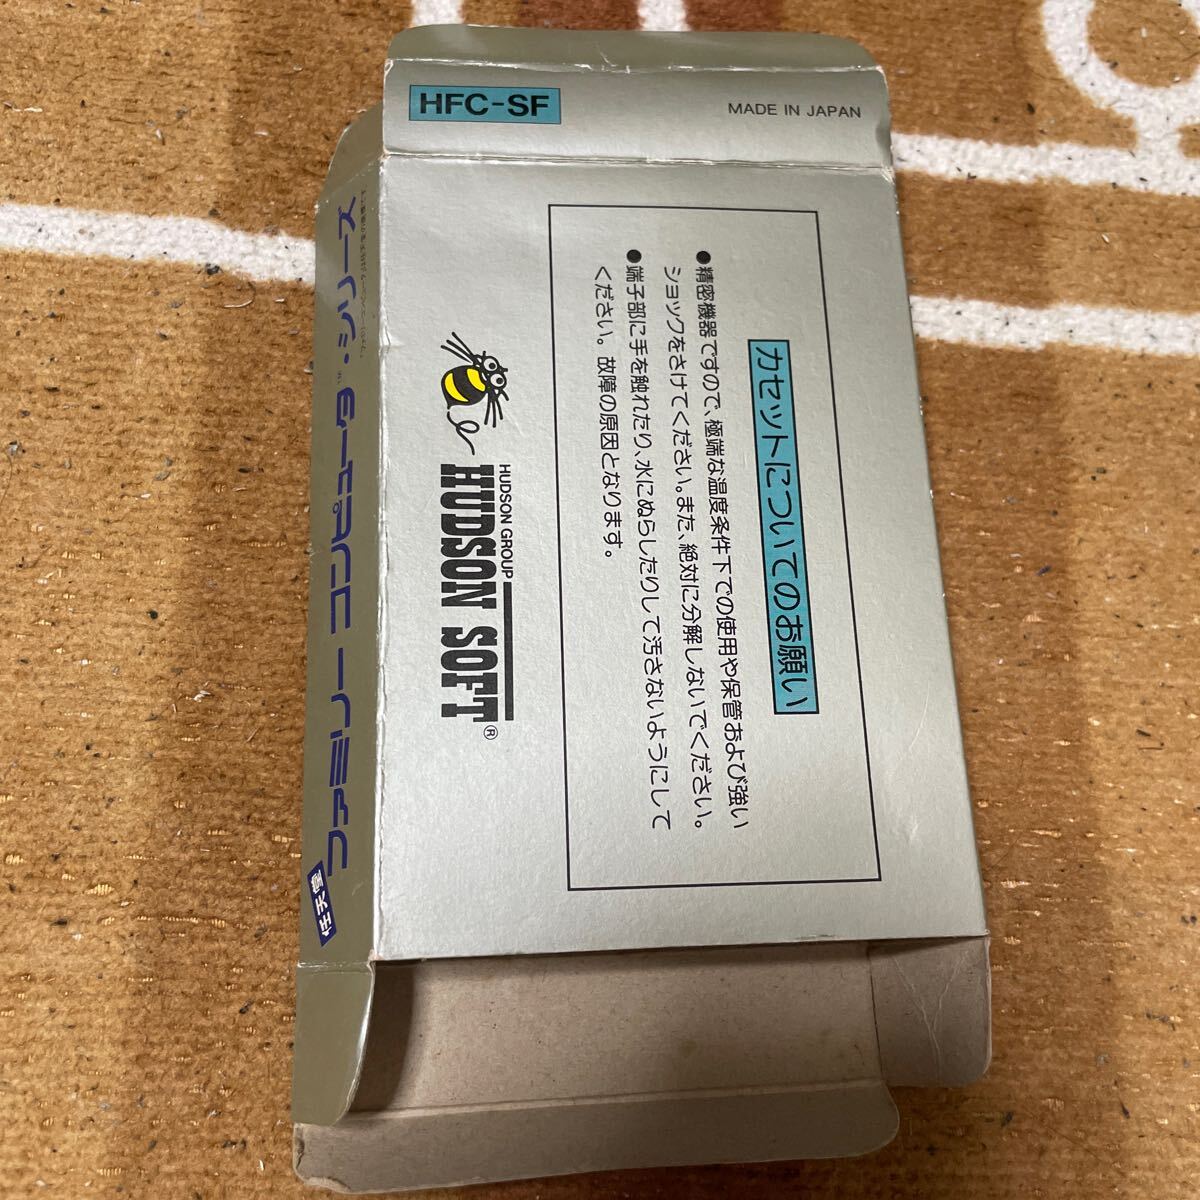 HFC-SF
MADE IN JAPAN
カセットについてのお願い
●精密機器ですので、極端な温度条件下での使用や保管および強い
ショックをさけてください。また、絶対に分解しないでください。
●端子部に手を触れたり、水にぬらしたりして汚さないようにして
ください。故障の原因となります。
HUDSON GROUP
HUDSON SOFT®
任天堂
ファミリー コンピュータ™・シリーズ